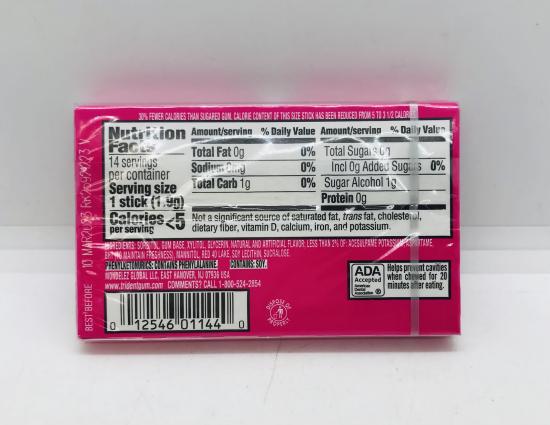 30% FEWER CALORIES THAN SUGARED GUM. CALORIE CONTENT OF THIS SIZE STICK HAS BEEN REDUCED FROM 5 TO 3 1/2 CALORIES.
Nutrition
Facts
14 servings
per container
Serving size
1 stick (1.9g)
Calories <5
per serving
Amount/serving % Daily Value
Total Fat 0g 0%
Sodium 0mg 0%
Total Carb 1g 0%
Amount/serving % Daily Value
Total Sugars 0g
Incl 0g Added Sugars 0%
Sugar Alcohol 1g
Protein 0g
Not a significant source of saturated fat, trans fat, cholesterol,
dietary fiber, vitamin D, calcium, iron, and potassium.
INGREDIENTS: SORBITOL, GUM BASE, XYLITOL, GLYCERIN, NATURAL AND ARTIFICIAL FLAVOR; LESS THAN 2% OF: ACESULFAME POTASSIUM, ASPARTAME,
BHT (TO MAINTAIN FRESHNESS), MANNITOL, RED 40 LAKE, SOY LECITHIN, SUCRALOSE.
PHENYLKETONURICS: CONTAINS PHENYLALANINE. CONTAINS: SOY.
MONDELEZ GLOBAL LLC, EAST HANOVER, NJ 07936 USA
www.tridentgum.com COMMENTS? CALL 1-800-524-2854
ADA
Accepted
American
Dental
Association
®
Helps prevent cavities
when chewed for 20
minutes after eating.
0 12546 01144 0
DISPOSE OF PROPERLY
BEST BEFORE